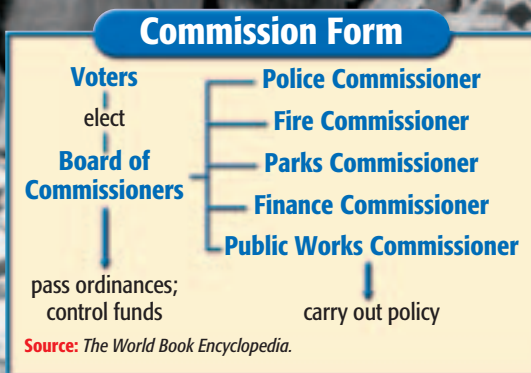 Commission Form
Voters
elect
Board of
Commissioners
pass ordinances;
control funds
Police Commissioner
Fire Commissioner
Parks Commissioner
Finance Commissioner
Public Works Commissioner
carry out policy
Source: The World Book Encyclopedia.